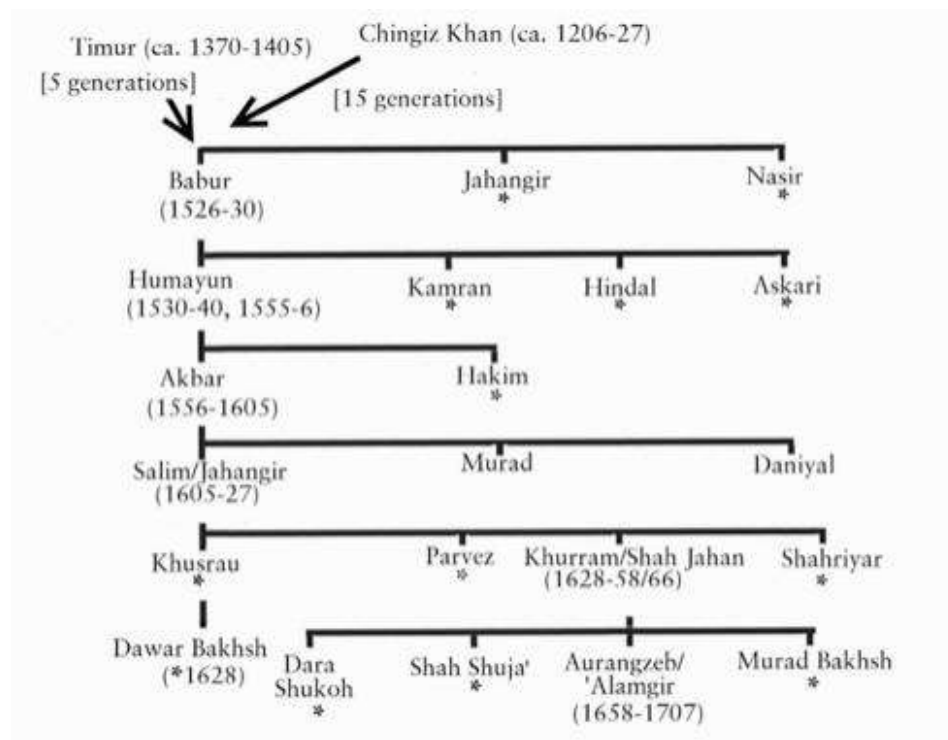 Timur (ca. 1370-1405)
Chingiz Khan (ca. 1206-27)
[5 generations]
[15 generations]
Babur
(1526-30)
Jahangir
*
Nasir
*
Humayun
(1530-40, 1555-6)
Kamran
*
Hindal
*
Askari
*
Akbar
(1556-1605)
Hakim
*
Salim/Jahangir
(1605-27)
Murad
Daniyal
Khusrau
*
Parvez
*
Khurram/Shah Jahan
(1628-58/66)
Shahriyar
*
Dawar Bakhsh
(*1628)
Dara
Shukoh
*
Shah Shuja'
*
Aurangzeb/
'Alamgir
(1658-1707)
Murad Bakhsh
*